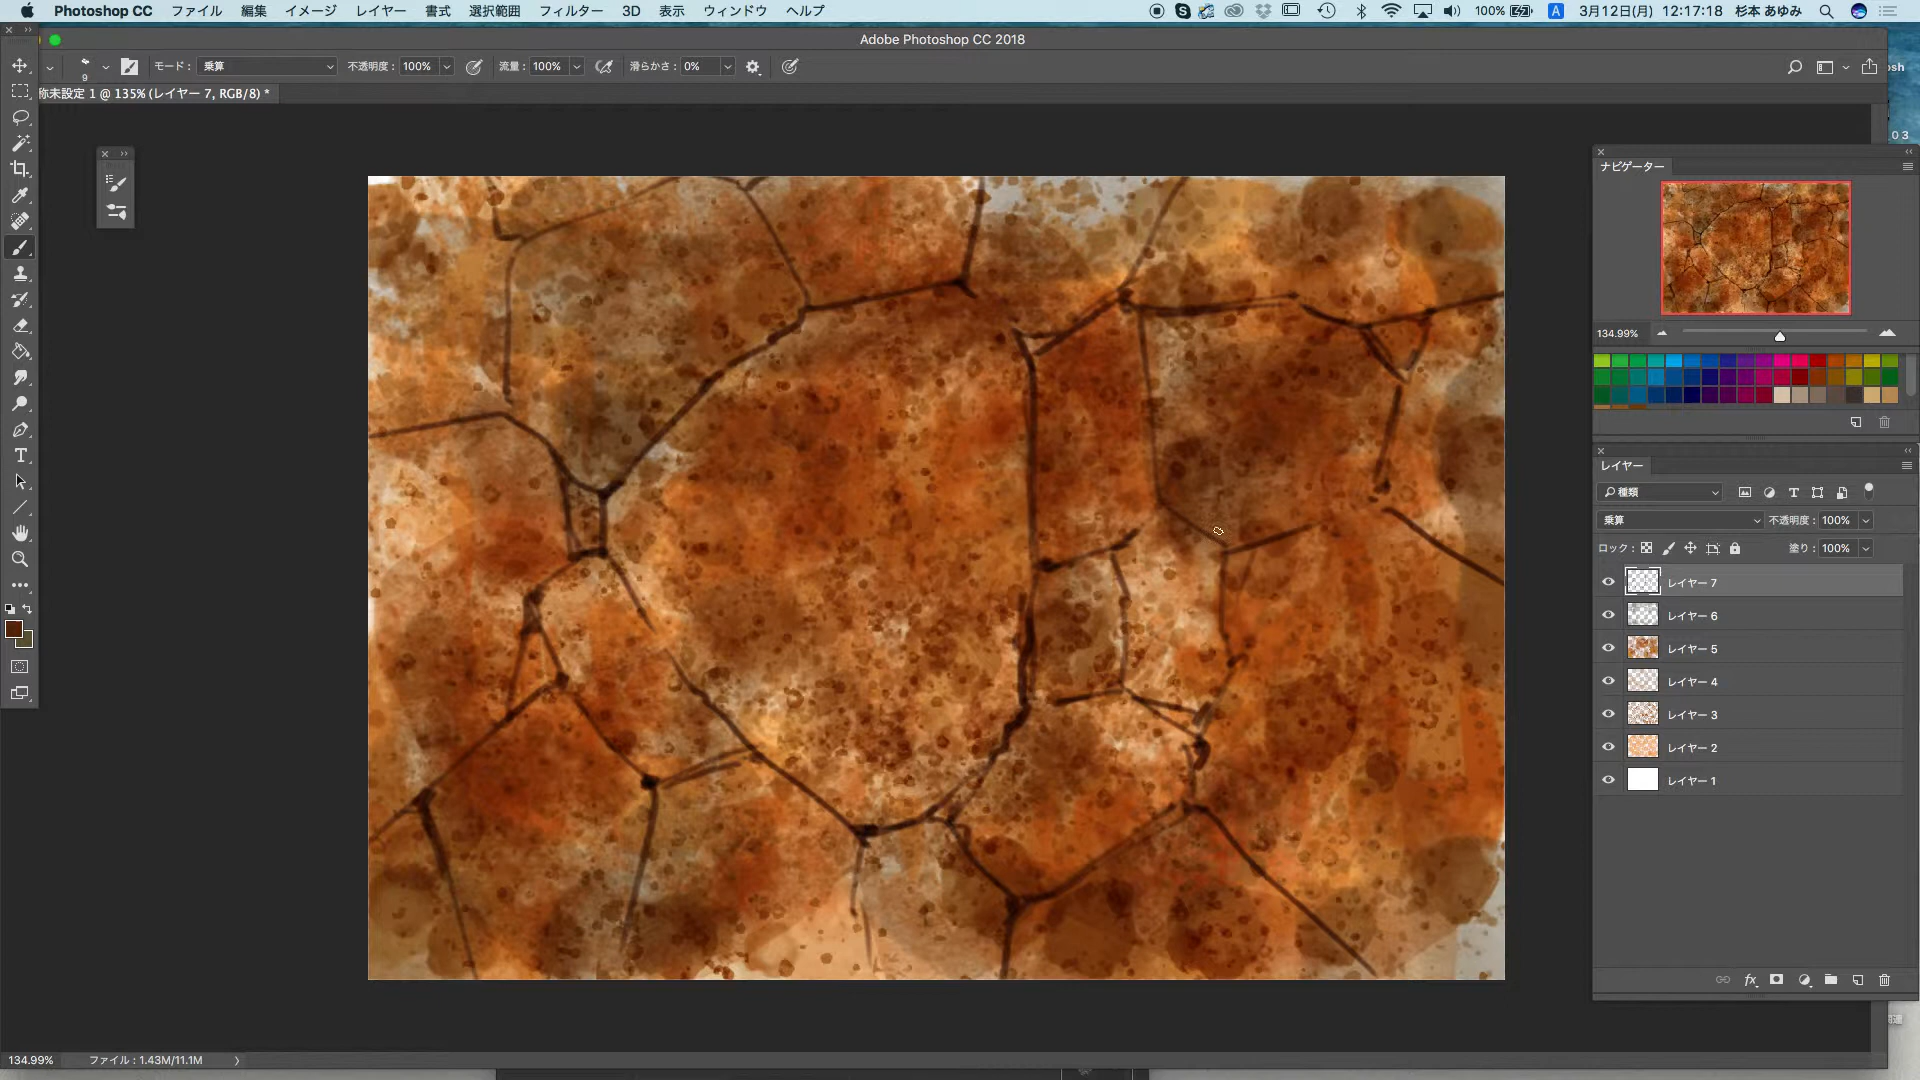 Photoshop CC ファイル 編集 イメージ レイヤー 書式 選択範囲 フィルター 3D 表示 ウィンドウ ヘルプ 100% A 3月12日(月) 12:17:18 杉本 あゆみ
Adobe Photoshop CC 2018
9 モード： 乗算 不透明度： 100% 流量： 100% 滑らかさ： 0%
osh
称未設定 1 @ 135% (レイヤー 7, RGB/8) *
0 3
ナビゲーター
134.99%
レイヤー
種類
乗算 不透明度： 100%
ロック： 塗り： 100%
レイヤー 7
レイヤー 6
レイヤー 5
レイヤー 4
レイヤー 3
レイヤー 2
レイヤー 1
fx
134.99% ファイル : 1.43M/11.1M